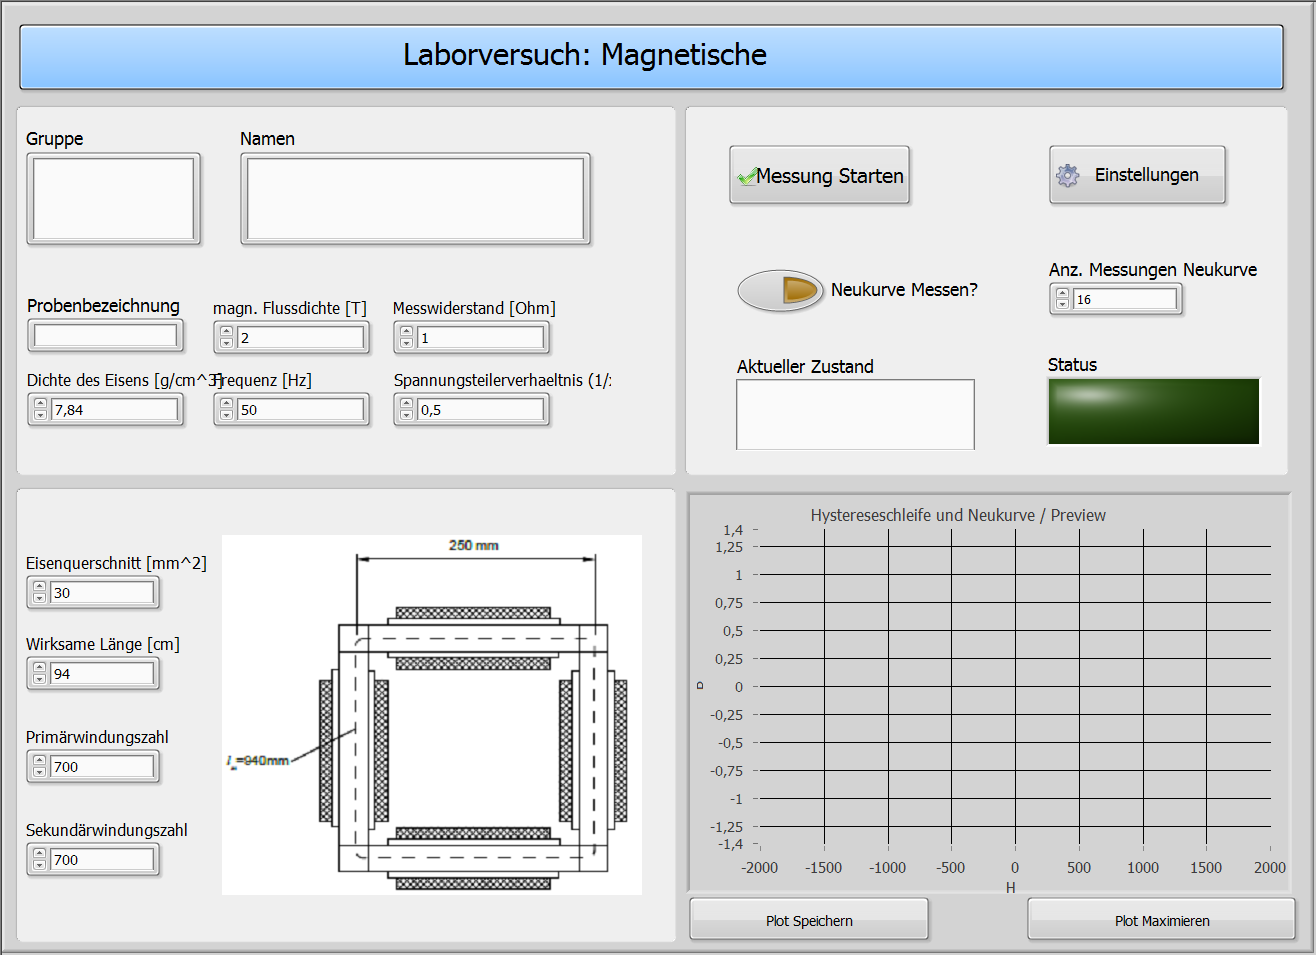 Laborversuch: Magnetische
Gruppe
Namen
Probenbezeichnung
magn. Flussdichte [T]
2
Messwiderstand [Ohm]
1
Dichte des Eisens [g/cm^3]
7,84
Frequenz [Hz]
50
Spannungsteilerverhaeltnis (1/
0,5
Messung Starten
Einstellungen
Neukurve Messen?
Anz. Messungen Neukurve
16
Aktueller Zustand
Status
Eisenquerschnitt [mm^2]
30
Wirksame Länge [cm]
94
Primärwindungszahl
700
Sekundärwindungszahl
700
250 mm
=940mm
Hystereseschleife und Neukurve / Preview
1,4
1,25
1
0,75
0,5
0,25
0
-0,25
-0,5
-0,75
-1
-1,25
-1,4
-2000 -1500 -1000 -500 0 500 1000 1500 2000
H
Plot Speichern
Plot Maximieren